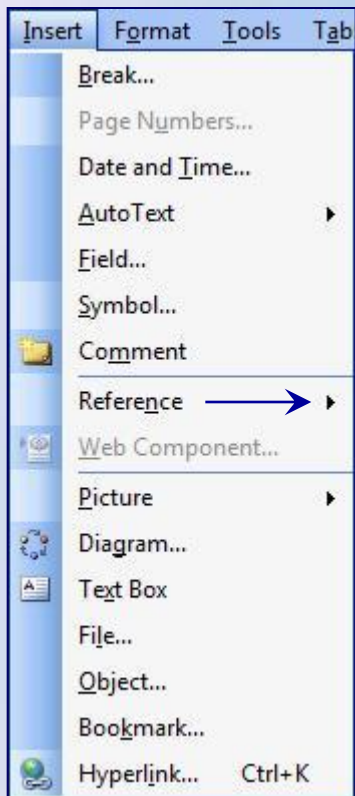 Insert Format Tools Tab
Break...
Page Numbers...
Date and Time...
AutoText
Field...
Symbol...
Comment
Reference
Web Component...
Picture
Diagram...
Text Box
File...
Object...
Bookmark...
Hyperlink... Ctrl+K